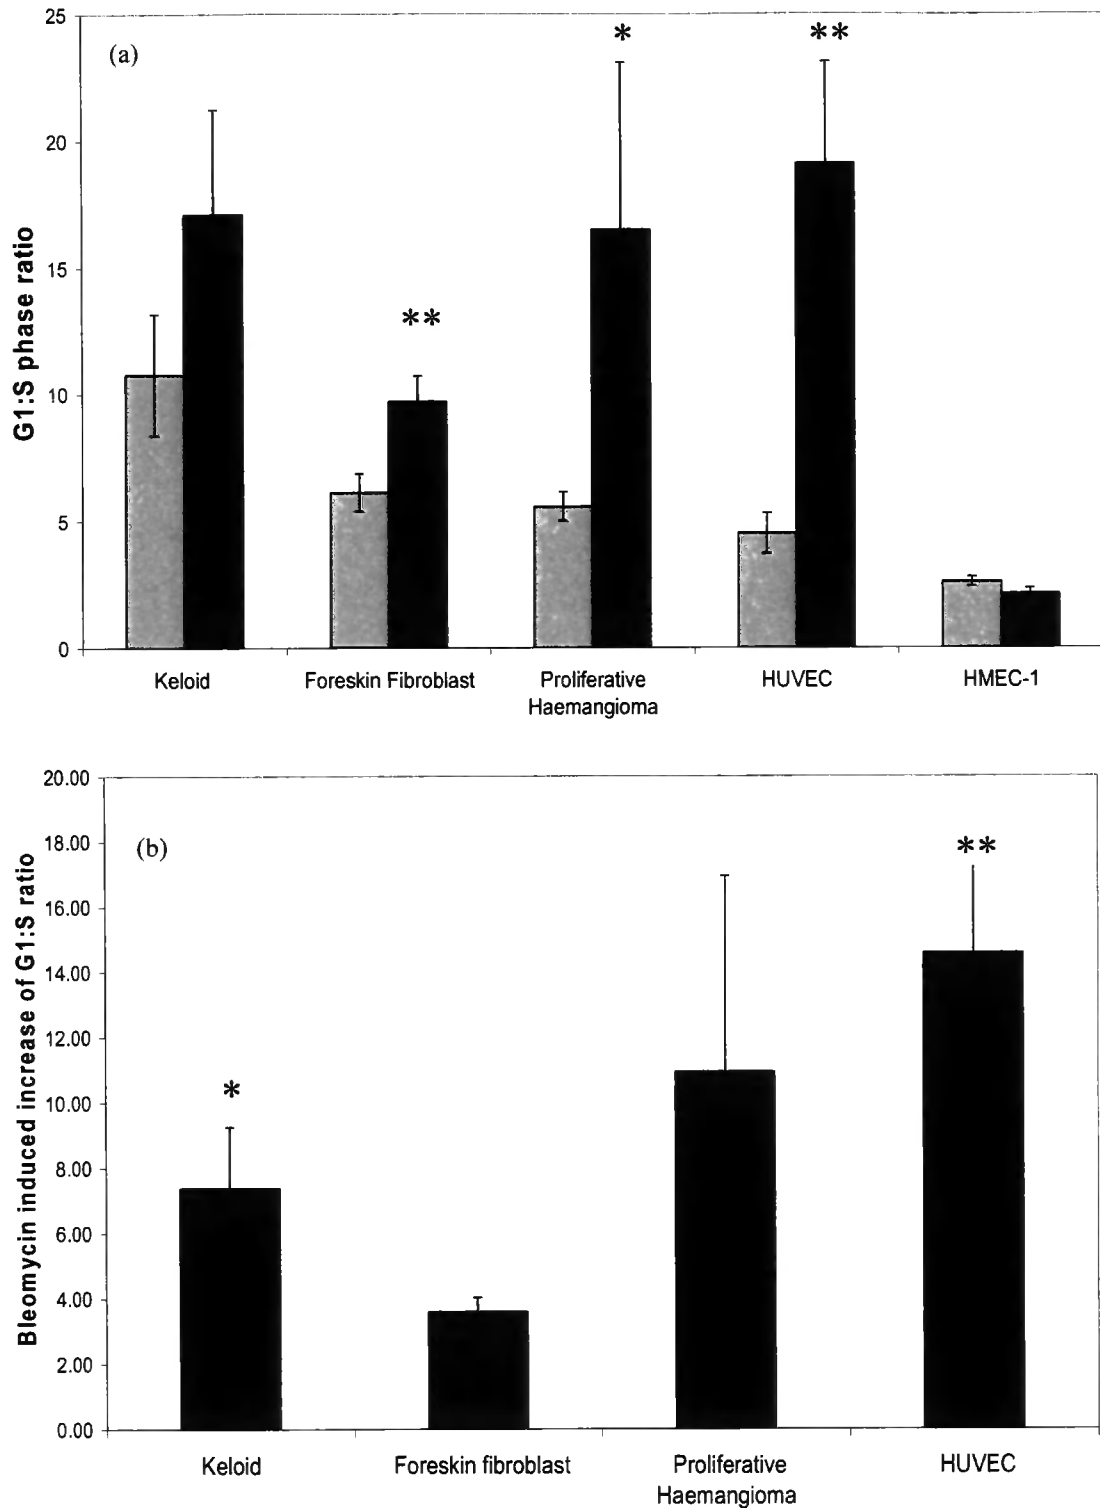 25
20
15
10
5
0
G1:S phase ratio
(a)
*
**
**
Keloid
Foreskin Fibroblast
Proliferative
Haemangioma
HUVEC
HMEC-1
20.00
18.00
16.00
14.00
12.00
10.00
8.00
6.00
4.00
2.00
0.00
Bleomycin induced increase of G1:S ratio
(b)
**
*
Keloid
Foreskin fibroblast
Proliferative
Haemangioma
HUVEC